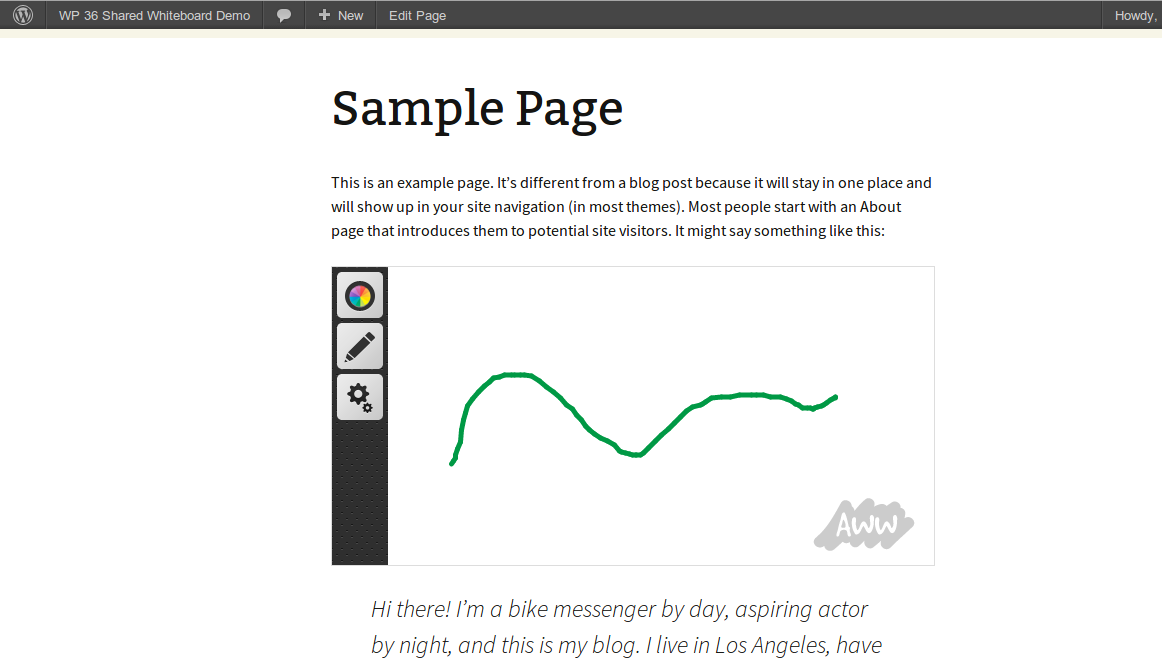 WP 36 Shared Whiteboard Demo
New
Edit Page
Howdy,
Sample Page
This is an example page. It’s different from a blog post because it will stay in one place and
will show up in your site navigation (in most themes). Most people start with an About
page that introduces them to potential site visitors. It might say something like this:
AWW
Hi there! I’m a bike messenger by day, aspiring actor
by night, and this is my blog. I live in Los Angeles, have